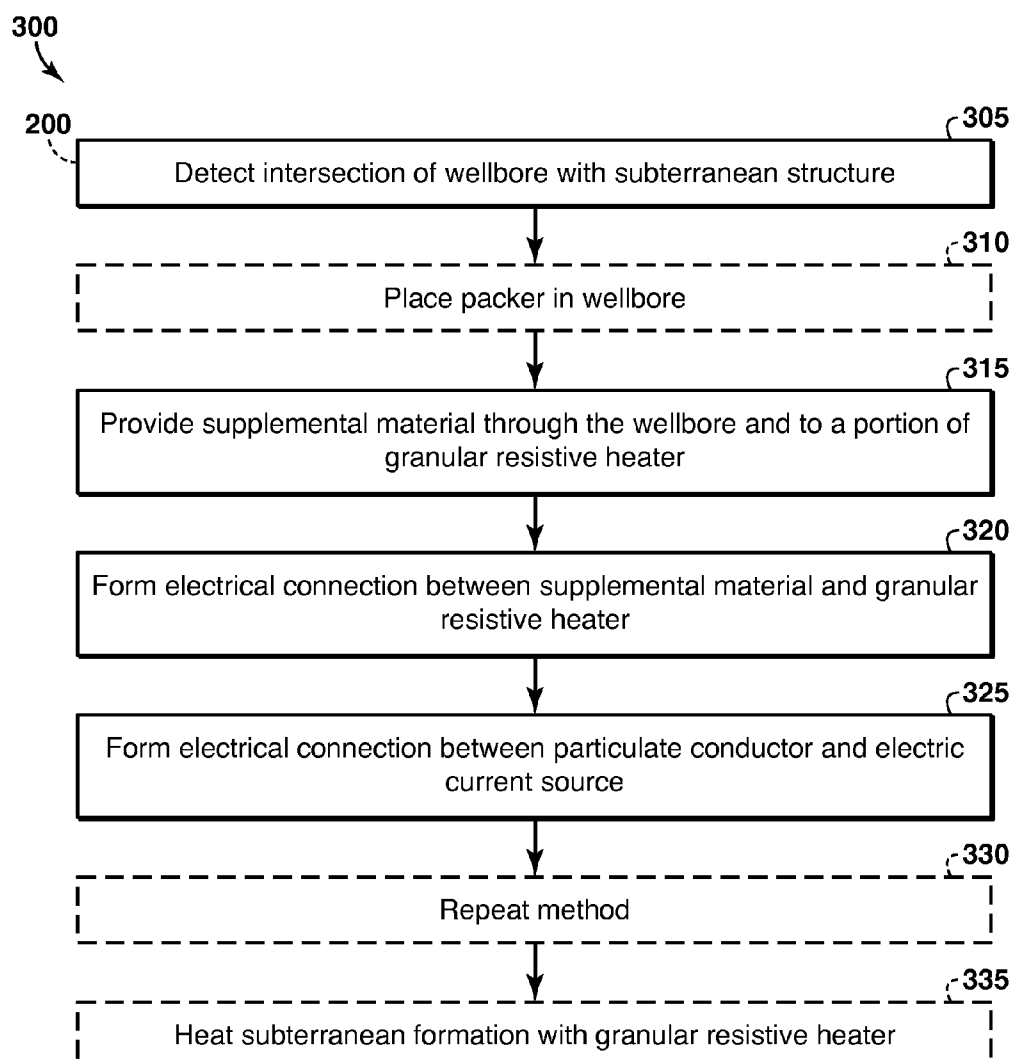 300
200
305
Detect intersection of wellbore with subterranean structure
310
Place packer in wellbore
315
Provide supplemental material through the wellbore and to a portion of
granular resistive heater
320
Form electrical connection between supplemental material and granular
resistive heater
325
Form electrical connection between particulate conductor and electric
current source
330
Repeat method
335
Heat subterranean formation with granular resistive heater